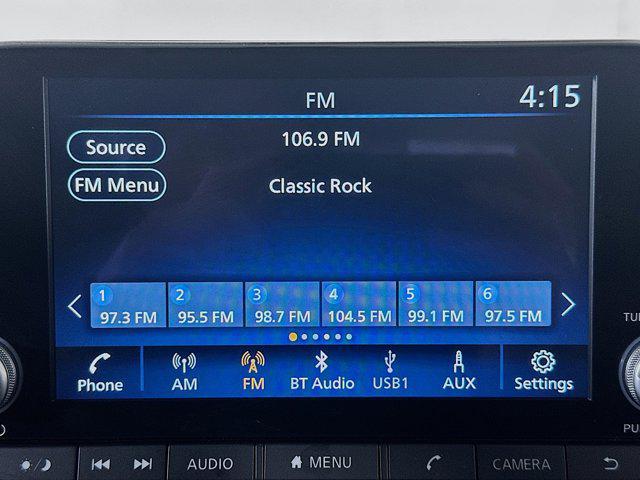 FM 4:15
Source 106.9 FM
FM Menu Classic Rock
1 2 3 4 5 6
97.3 FM 95.5 FM 98.7 FM 104.5 FM 99.1 FM 97.5 FM
Phone AM FM BT Audio USB1 AUX Settings
AUDIO MENU CAMERA
TU
PU